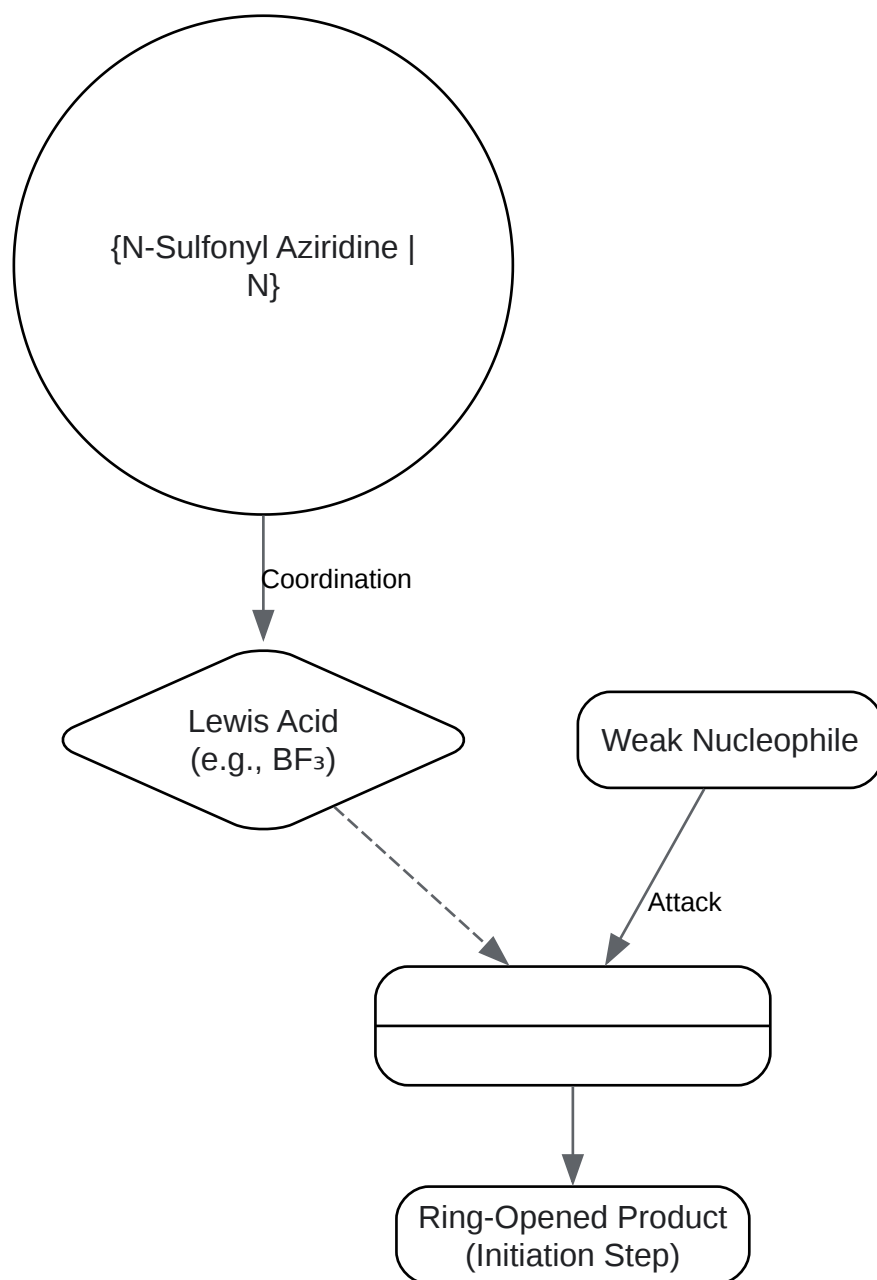 {N-Sulfonyl Aziridine |
N}
Coordination
Lewis Acid
(e.g., BF₃)
Weak Nucleophile
Attack
Ring-Opened Product
(Initiation Step)